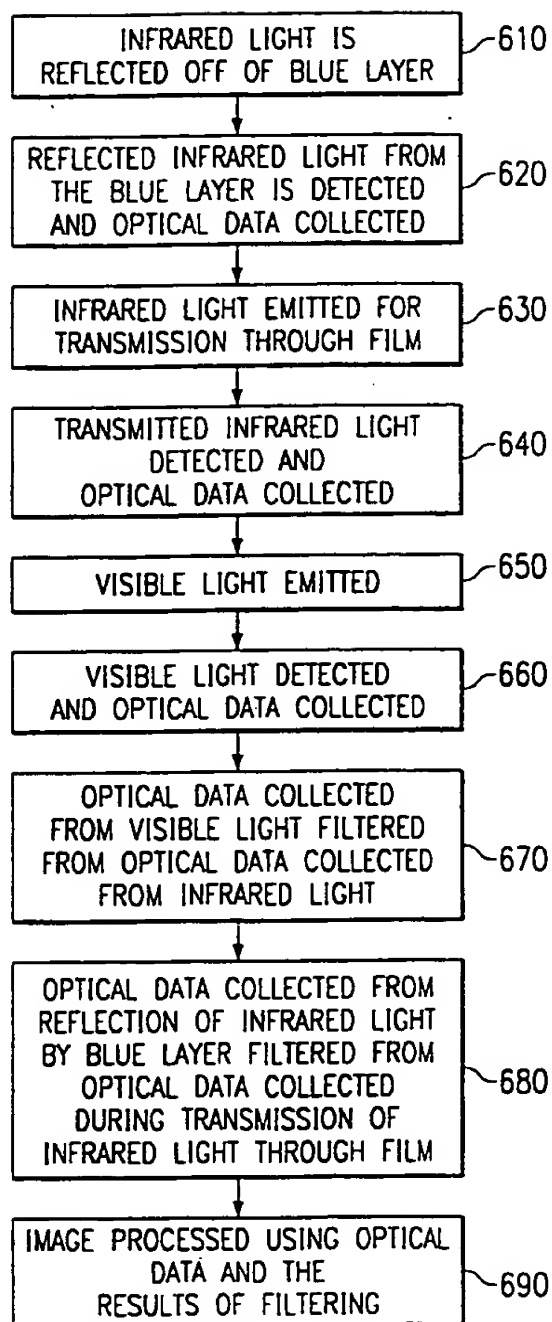 INFRARED LIGHT IS
REFLECTED OFF OF BLUE LAYER
610
REFLECTED INFRARED LIGHT FROM
THE BLUE LAYER IS DETECTED
AND OPTICAL DATA COLLECTED
620
INFRARED LIGHT EMITTED FOR
TRANSMISSION THROUGH FILM
630
TRANSMITTED INFRARED LIGHT
DETECTED AND
OPTICAL DATA COLLECTED
640
VISIBLE LIGHT EMITTED
650
VISIBLE LIGHT DETECTED
AND OPTICAL DATA COLLECTED
660
OPTICAL DATA COLLECTED
FROM VISIBLE LIGHT FILTERED
FROM OPTICAL DATA COLLECTED
FROM INFRARED LIGHT
670
OPTICAL DATA COLLECTED FROM
REFLECTION OF INFRARED LIGHT
BY BLUE LAYER FILTERED FROM
OPTICAL DATA COLLECTED
DURING TRANSMISSION OF
INFRARED LIGHT THROUGH FILM
680
IMAGE PROCESSED USING OPTICAL
DATA AND THE
RESULTS OF FILTERING
690